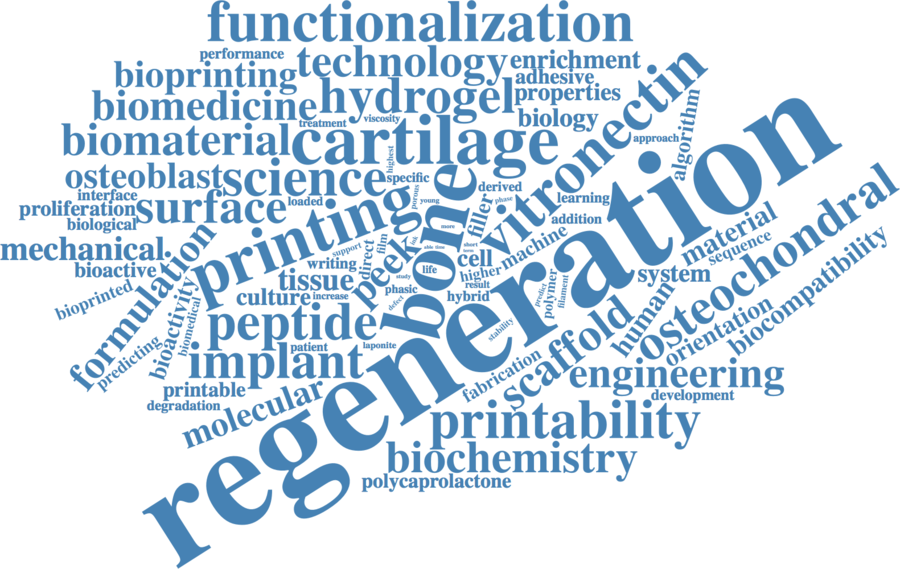 functionalization
performance
technology
enrichment
bioprinting
adhesive
biomedicine
hydrogel
properties
treatment
viscosity
biology
vitronectin
biomaterial
cartilage
approach
algorithm
highest
osteoblast
science
specific
derived
regeneration
interface
loaded
porous
young
phase
learning
proliferation
surface
printing
bone
filler
addition
biological
more
mechanical
formulation
support
ink
able
time
short
machine
material
sequence
osteochondral
bioactive
writing
direct
film
peek
cell
life
higher
system
biocompatibility
tissue
study
result
bioprinted
bioactivity
culture
increase
phasic
defect
hybrid
predict
polymer
filament
human
orientation
biomedical
peptide
stability
scaffold
predicting
implant
patient
laponite
fabrication
engineering
printable
development
degradation
molecular
printability
biochemistry
polycaprolactone